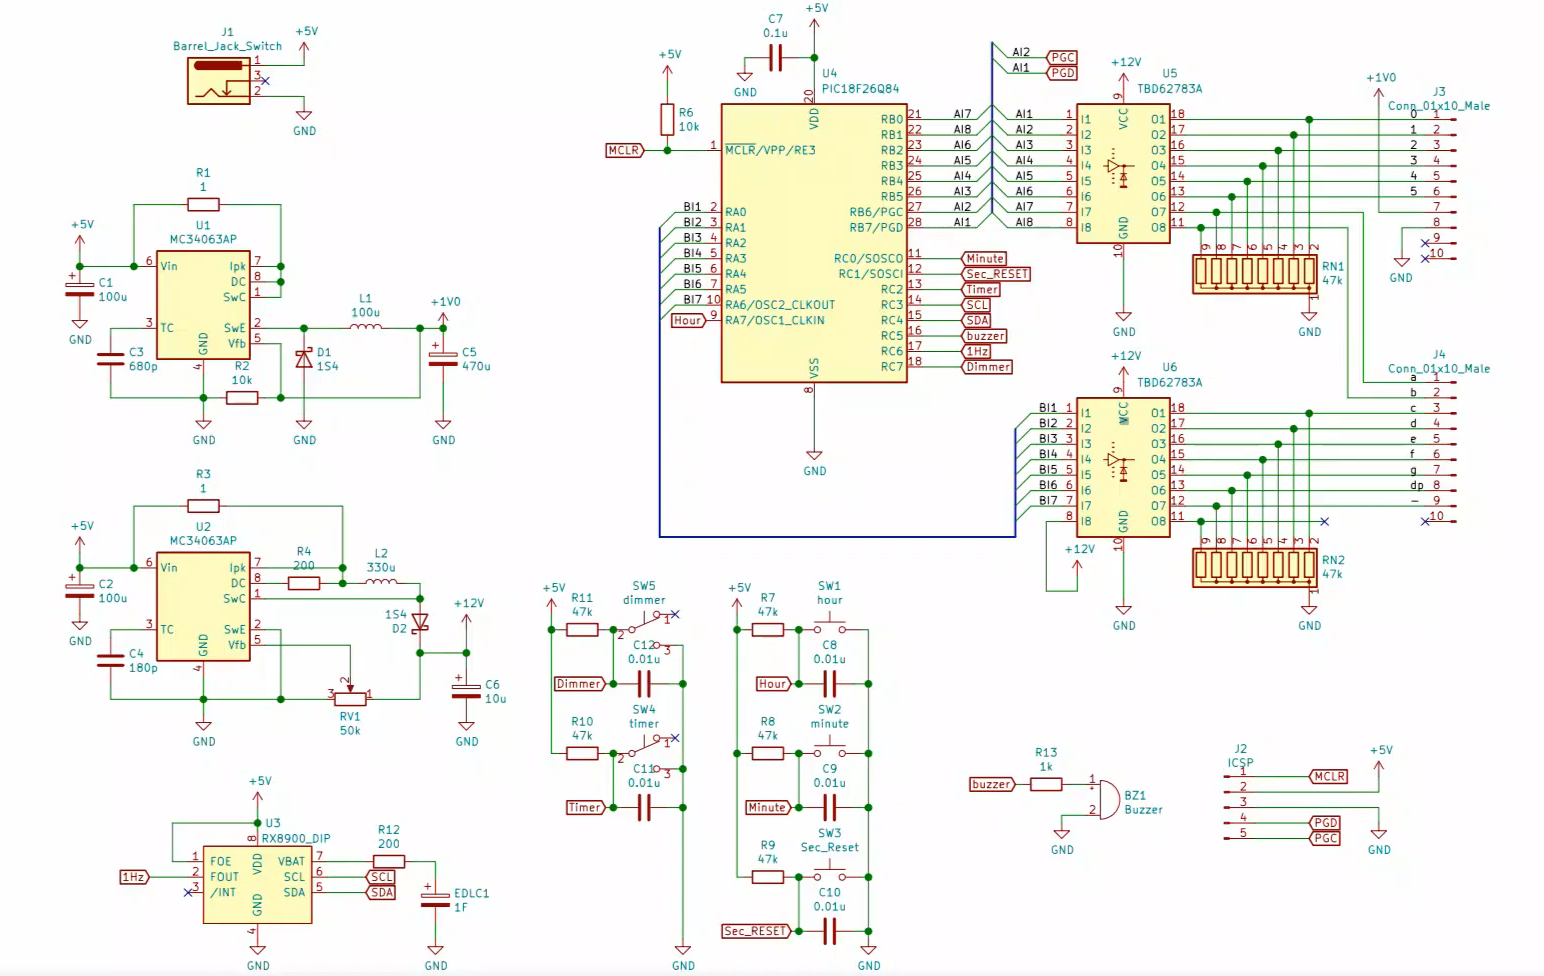 J1
Barrel_Jack_Switch
+5V
1
3
2
GND
R1
1
+5V
U1
MC34063AP
6 Vin
Ipk 7
DC 8
SwC 1
C1
100u
GND
3 TC
SwE 2
Vfb 5
GND
4
C3
680p
R2
10k
GND
D1
1S4
GND
L1
100u
+1V0
C5
470u
GND
R3
1
+5V
U2
MC34063AP
6 Vin
Ipk 7
DC 8
SwC 1
C2
100u
GND
3 TC
SwE 2
Vfb 5
GND
4
C4
180p
GND
R4
200
L2
330u
1S4
D2
+12V
C6
10u
GND
2
3
1
RV1
50k
+5V
U3
RX8900_DIP
8
VDD
1 FOE
2 FOUT
3 /INT
VBAT 7
SCL 6
SDA 5
GND
4
GND
1Hz
R12
200
SCL
SDA
EDLC1
1F
GND
+5V
C7
0.1u
GND
+5V
R6
10k
MCLR
U4
PIC18F26Q84
20
VDD
1 MCLR/VPP/RE3
BI1 2 RA0
BI2 3 RA1
BI3 4 RA2
BI4 5 RA3
BI5 6 RA4
BI6 7 RA5
BI7 10 RA6/OSC2_CLKOUT
Hour 9 RA7/OSC1_CLKIN
RB0 21 AI7
RB1 22 AI8
RB2 23 AI6
RB3 24 AI5
RB4 25 AI4
RB5 26 AI3
RB6/PGC 27 AI2
RB7/PGD 28 AI1
RC0/SOSCO 11 Minute
RC1/SOSCI 12 Sec_RESET
RC2 13 Timer
RC3 14 SCL
RC4 15 SDA
RC5 16 buzzer
RC6 17 1Hz
RC7 18 Dimmer
VSS
8
GND
AI2 PGC
AI1 PGD
+12V
U5
TBD62783A
9
VCC
AI1 1 I1
AI2 2 I2
AI3 3 I3
AI4 4 I4
AI5 5 I5
AI6 6 I6
AI7 7 I7
AI8 8 I8
O1 18
O2 17
O3 16
O4 15
O5 14
O6 13
O7 12
O8 11
GND
10
GND
9 8 7 6 5 4 3 2
RN1
47k
1
GND
+1V0
J3
Conn_01x10_Male
0 1
1 2
2 3
3 4
4 5
5 6
7
8
9
10
GND
+12V
U6
TBD62783A
9
VCC
BI1 1 I1
BI2 2 I2
BI3 3 I3
BI4 4 I4
BI5 5 I5
BI6 6 I6
BI7 7 I7
8 I8
O1 18
O2 17
O3 16
O4 15
O5 14
O6 13
O7 12
O8 11
GND
10
GND
+12V
9 8 7 6 5 4 3 2
RN2
47k
1
GND
J4
Conn_01x10_Male
a 1
b 2
c 3
d 4
e 5
f 6
g 7
dp 8
– 9
10
+5V
R11
47k
SW5
dimmer
1
2
3
C12
0.01u
Dimmer
R10
47k
SW4
timer
1
2
3
C11
0.01u
Timer
GND
+5V
R7
47k
SW1
hour
C8
0.01u
Hour
R8
47k
SW2
minute
C9
0.01u
Minute
R9
47k
SW3
Sec_Reset
C10
0.01u
Sec_RESET
GND
buzzer
R13
1k
1
+
2
BZ1
Buzzer
GND
J2
ICSP
1 MCLR
2
3
4 PGD
5 PGC
+5V
GND